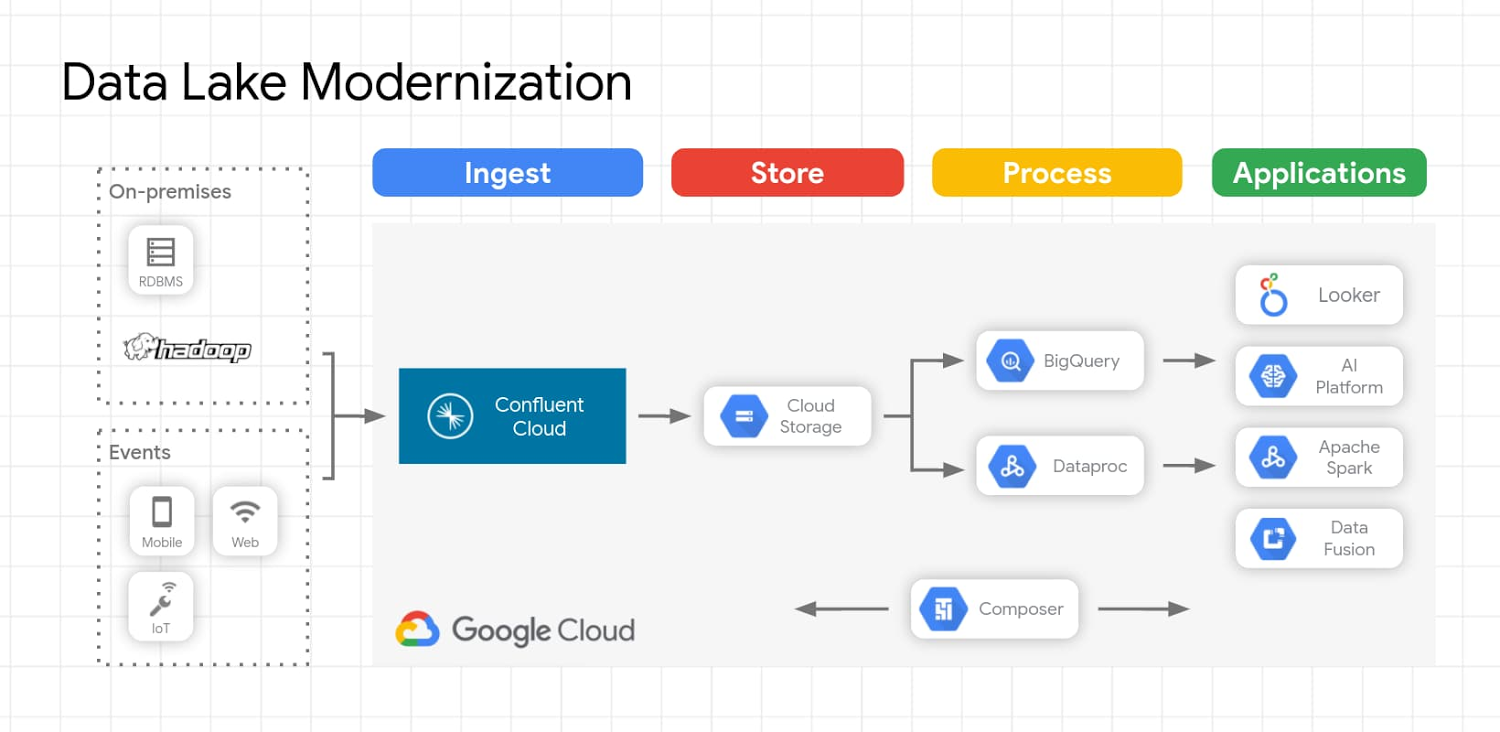 Data Lake Modernization
Ingest
Store
Process
Applications
On-premises
RDBMS
hadoop
Events
Mobile
Web
IoT
Confluent
Cloud
Cloud
Storage
BigQuery
Dataproc
Looker
AI
Platform
Apache
Spark
Data
Fusion
Composer
Google Cloud